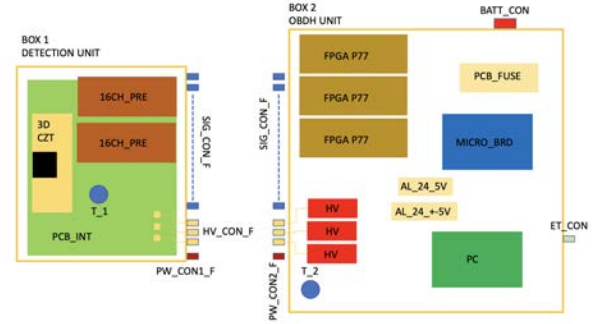 BOX 1
DETECTION UNIT
16CH_PRE
16CH_PRE
3D
CZT
T_1
PCB_INT
SIG_CON_F
HV_CON_F
PW_CON1_F
BOX 2
OBDH UNIT
BATT_CON
FPGA P77
FPGA P77
FPGA P77
PCB_FUSE
MICRO_BRD
SIG_CON_F
AL_24_5V
AL_24_+-5V
HV
HV
HV
ET_CON
PC
T_2
PW_CON2_F